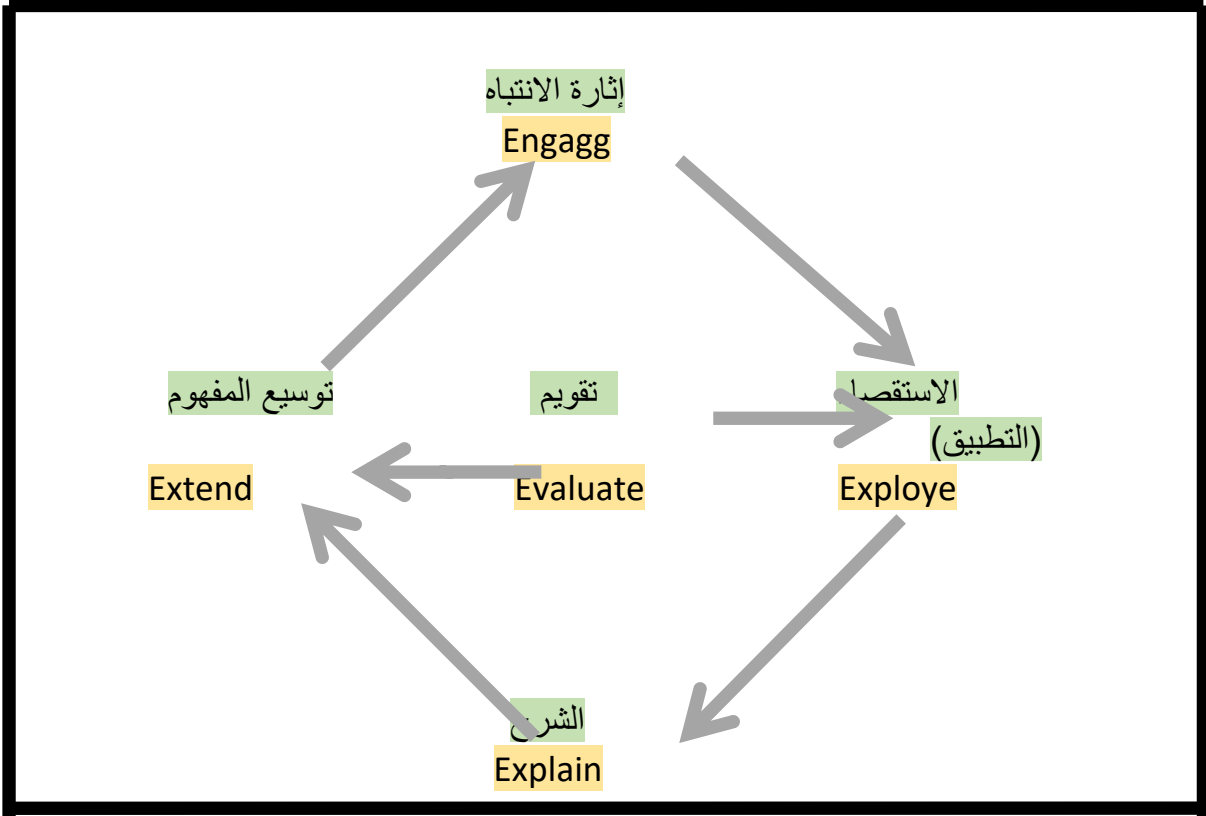 إثارة الانتباه
Engagg
الاستقصاء
(التطبيق)
Exploye
تقويم
Evaluate
توسيع المفهوم
Extend
الشرح
Explain